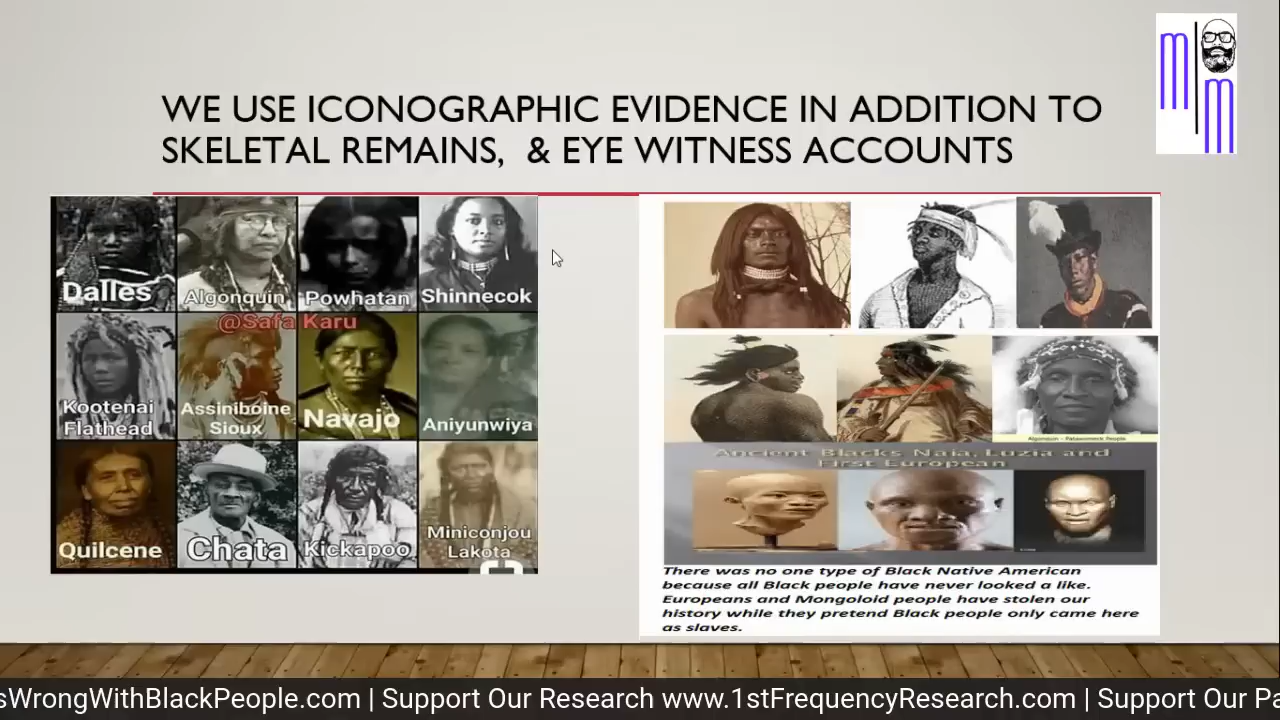 WE USE ICONOGRAPHIC EVIDENCE IN ADDITION TO
SKELETAL REMAINS, & EYE WITNESS ACCOUNTS
m
m
Dalles
Algonquin
Powhatan
Shinnecok
@Safa Karu
Kootenai
Flathead
Assiniboine
Sioux
Navajo
Aniyunwiya
Quilcene
Chata
Kickapoo
Miniconjou
Lakota
Algonquin - Patawomeck People
Ancient Blacks Naia, Luzia and
First European
There was no one type of Black Native American
because all Black people have never looked a like.
Europeans and Mongoloid people have stolen our
history while they pretend Black people only came here
as slaves.
sWrongWithBlackPeople.com | Support Our Research www.1stFrequencyResearch.com | Support Our Pa